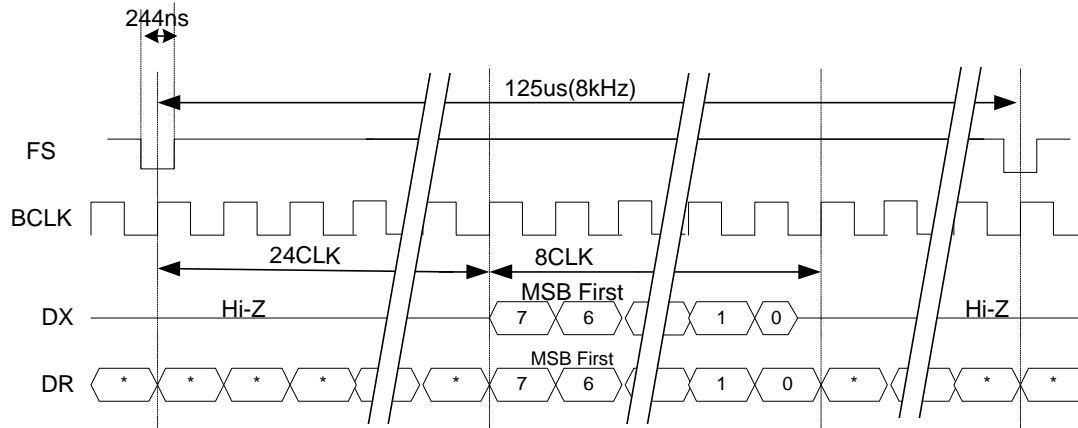 244ns
125us(8kHz)
FS
BCLK
24CLK 8CLK
MSB First
DX Hi-Z 7 6 1 0 Hi-Z
MSB First
DR * * * * * 7 6 1 0 * * *